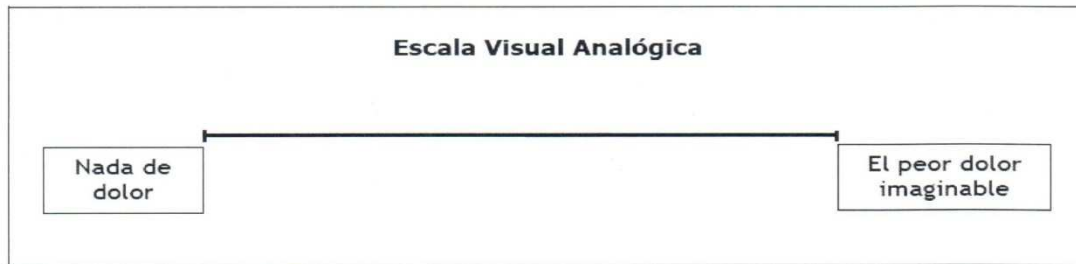 Escala Visual Analógica
Nada de
dolor
El peor dolor
imaginable